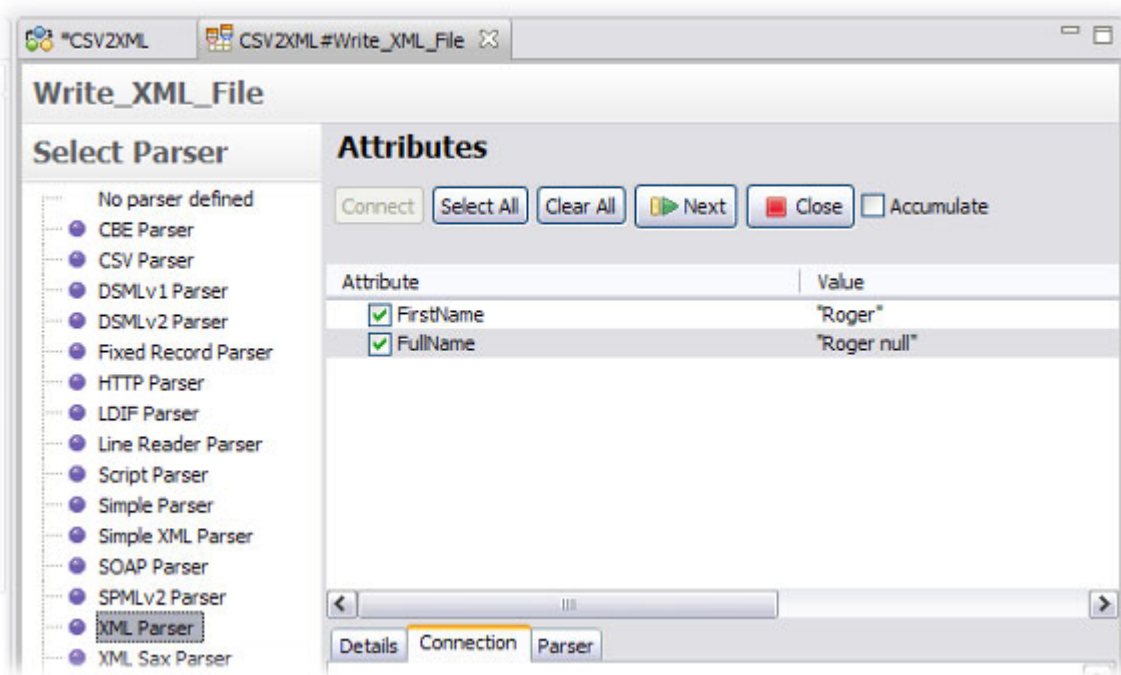 *CSV2XML CSV2XML#Write_XML_File
Write_XML_File
Select Parser
No parser defined
CBE Parser
CSV Parser
DSMLv1 Parser
DSMLv2 Parser
Fixed Record Parser
HTTP Parser
LDIF Parser
Line Reader Parser
Script Parser
Simple Parser
Simple XML Parser
SOAP Parser
SPMLv2 Parser
XML Parser
XML Sax Parser
Attributes
Connect Select All Clear All Next Close Accumulate
Attribute Value
FirstName "Roger"
FullName "Roger null"
Details Connection Parser